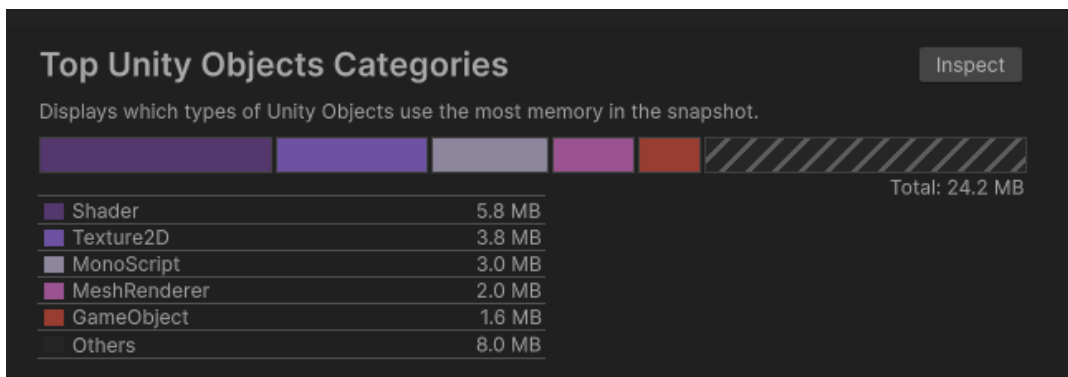 Top Unity Objects Categories
Inspect
Displays which types of Unity Objects use the most memory in the snapshot.
Total: 24.2 MB
Shader 5.8 MB
Texture2D 3.8 MB
MonoScript 3.0 MB
MeshRenderer 2.0 MB
GameObject 1.6 MB
Others 8.0 MB